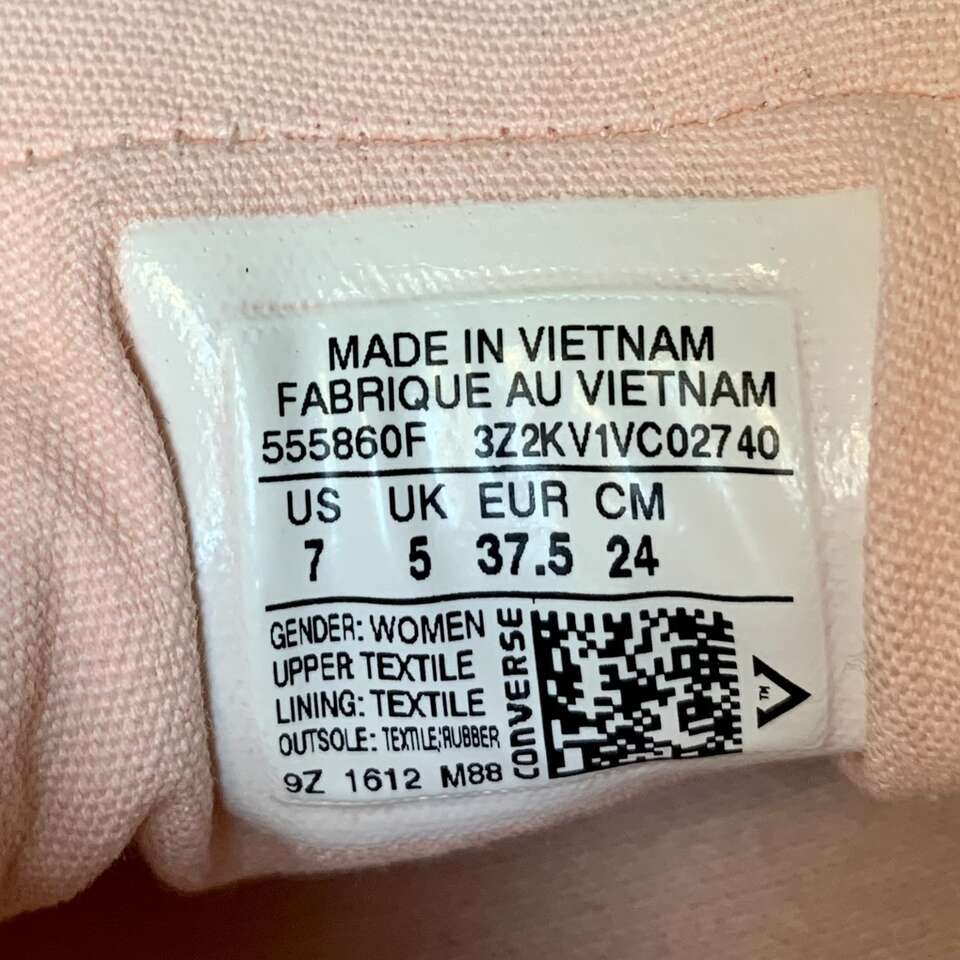 MADE IN VIETNAM
FABRIQUE AU VIETNAM
555860F 3Z2KV1VC02740
US UK EUR CM
7 5 37.5 24
GENDER: WOMEN
UPPER TEXTILE
LINING: TEXTILE
OUTSOLE: TEXTILE/RUBBER
9Z 1612 M88
CONVERSE
TM